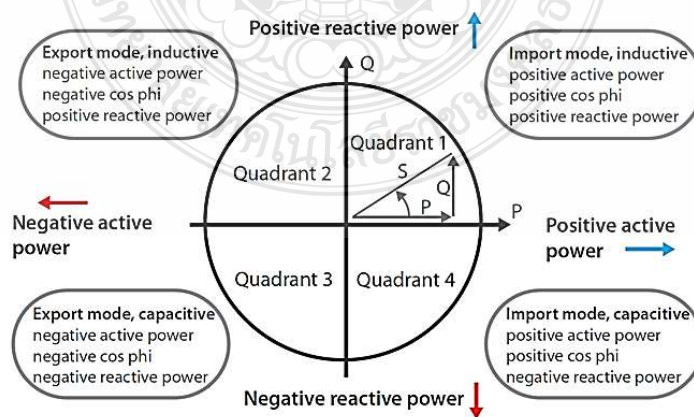 Positive reactive power
Export mode, inductive
negative active power
negative cos phi
positive reactive power
Import mode, inductive
positive active power
positive cos phi
positive reactive power
Q
Quadrant 1
Quadrant 2
S
Q
P
P
Negative active
power
Positive active
power
Quadrant 3
Quadrant 4
Export mode, capacitive
negative active power
negative cos phi
negative reactive power
Import mode, capacitive
positive active power
positive cos phi
negative reactive power
Negative reactive power